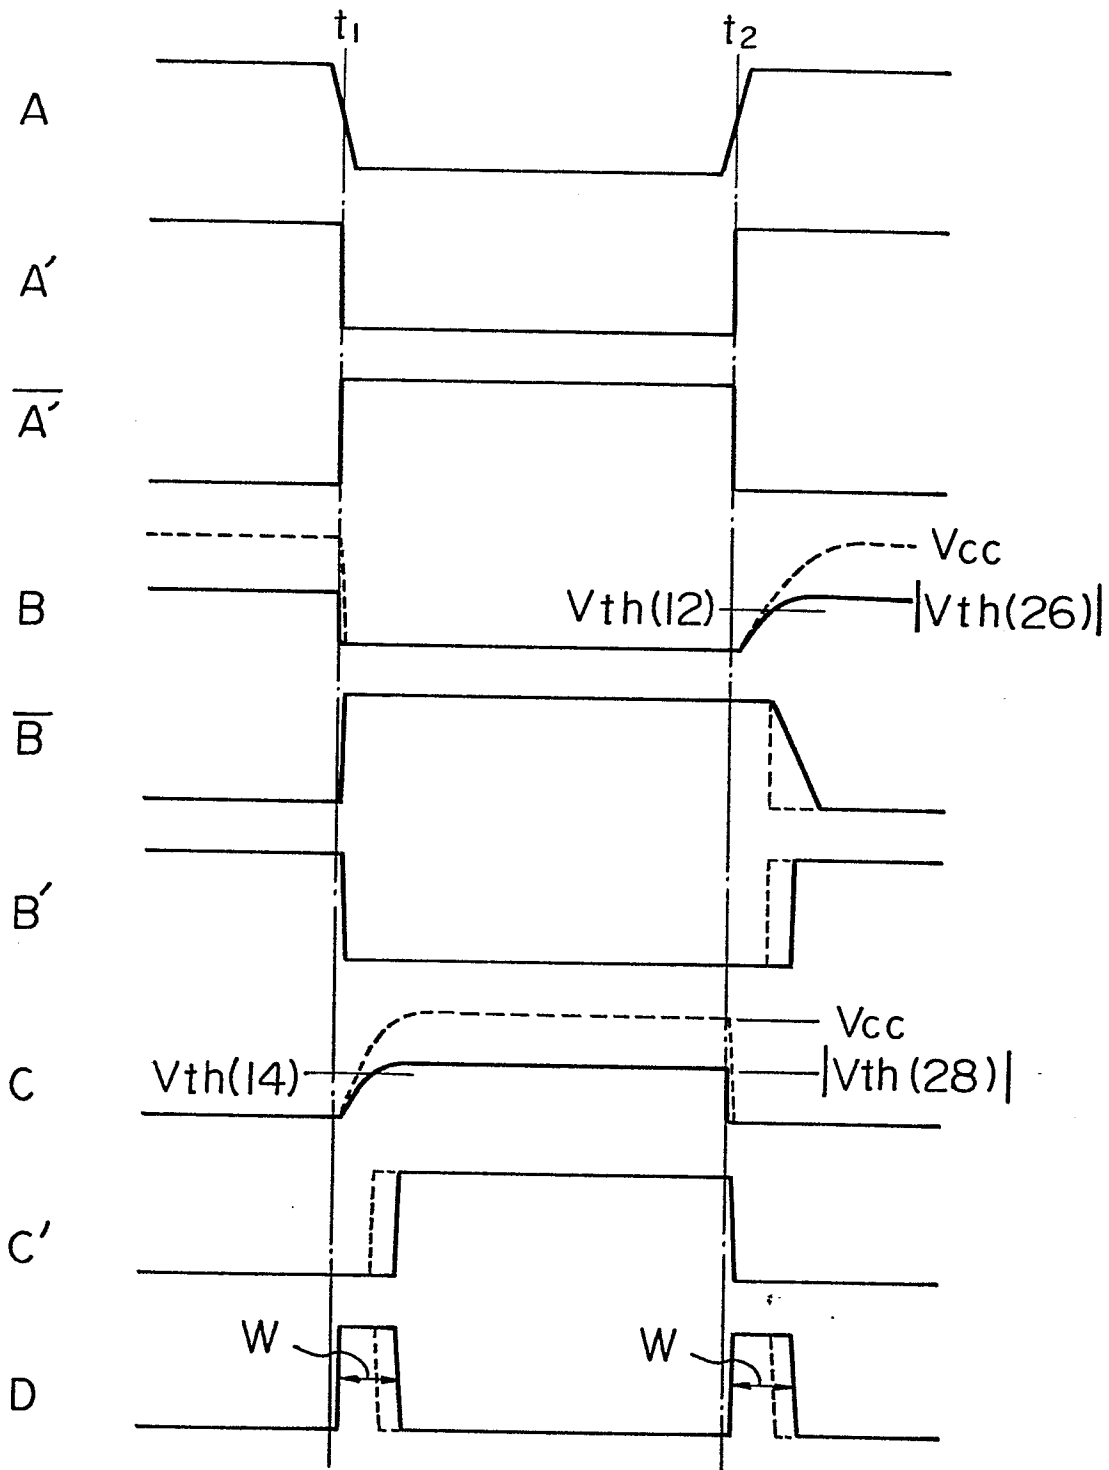 t1 t2
A
A′
A′
Vcc
B Vth(12) |Vth(26)|
B
B′
Vcc
C Vth(14) |Vth(28)|
C′
W W
D